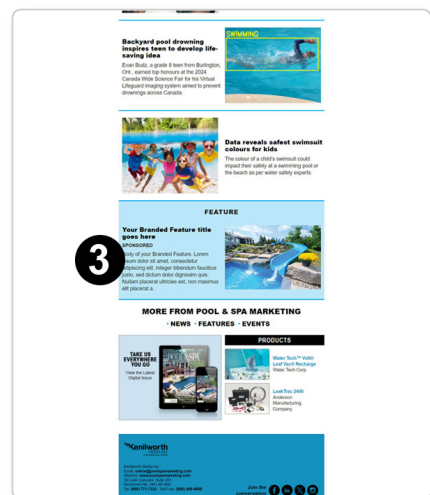 Backyard pool drowning
inspires teen to develop life-
saving idea
Evan Budz, a grade 8 teen from Burlington,
Ont., earned top honours at the 2024
Canada Wide Science Fair for his Virtual
Lifeguard imaging system aimed to prevent
drownings across Canada.
SWIMMING
Data reveals safest swimsuit
colours for kids
The colour of a child's swimsuit could
impact their safety at a swimming pool or
the beach as per water safety experts.
FEATURE
Your Branded Feature title
goes here
SPONSORED
3
body of your Branded Feature. Lorem
ipsum dolor sit amet, consectetur
adipiscing elit. Integer bibendum faucibus
justo, sed dictum dolor dignissim quis.
Nullam placerat ultricies est, non maximus
elit placerat a.
MORE FROM POOL & SPA MARKETING
· NEWS · FEATURES · EVENTS
TAKE US
EVERYWHERE
YOU GO
View the Latest
Digital Issue
PRODUCTS
Water Tech™ Volt®
Leaf Vac® Recharge
Water Tech Corp
LeakTrac 2400
Anderson
Manufacturing
Company
Kenilworth
Kenilworth Media Inc.
Join the
conversation